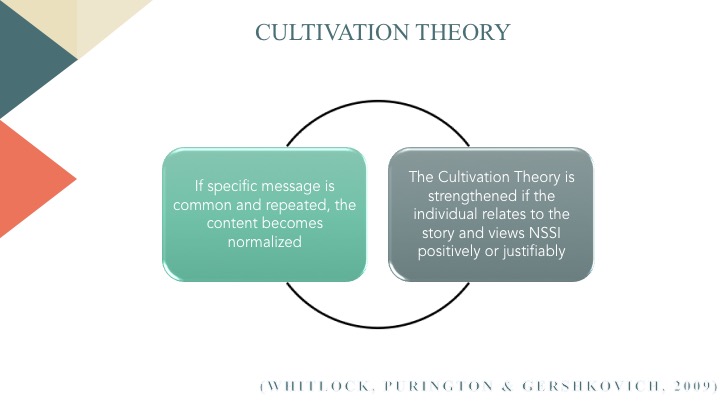 CULTIVATION THEORY
If specific message is
common and repeated, the
content becomes
normalized
The Cultivation Theory is
strengthened if the
individual relates to the
story and views NSSI
positively or justifiably
(WHITLOCK, PURINGTON & GERSHKOVICH, 2009)